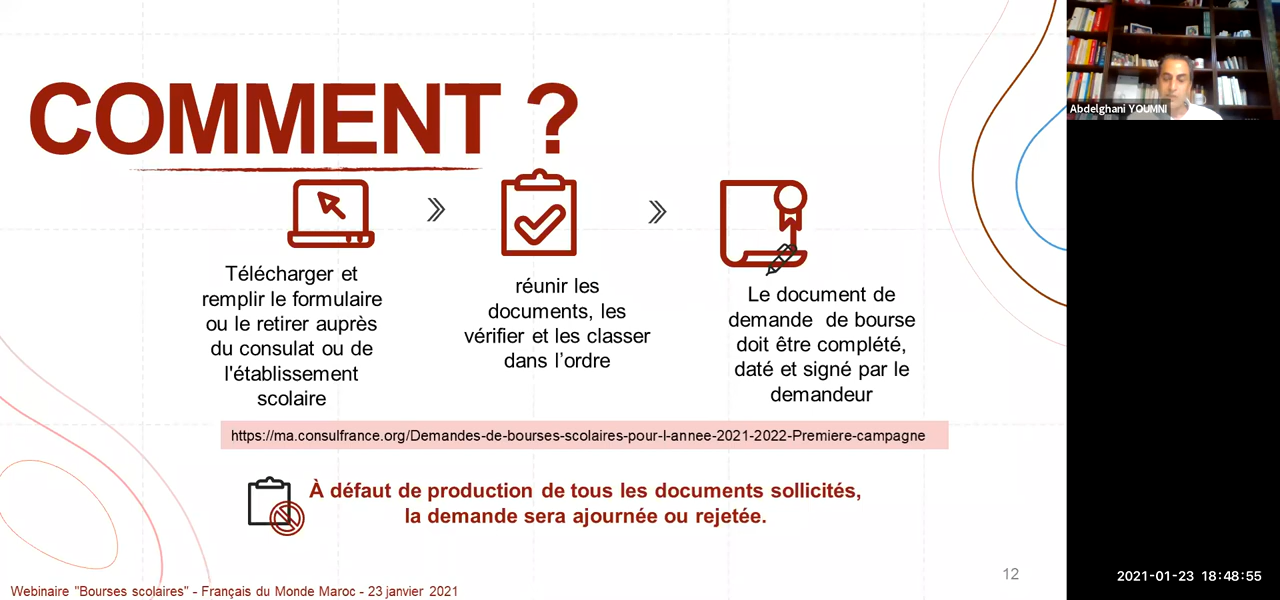 COMMENT ?
Télécharger et
remplir le formulaire
ou le retirer auprès
du consulat ou de
l'établissement
scolaire
réunir les
documents, les
vérifier et les classer
dans l’ordre
Le document de
demande de bourse
doit être complété,
daté et signé par le
demandeur
https://ma.consulfrance.org/Demandes-de-bourses-scolaires-pour-l-annee-2021-2022-Premiere-campagne
À défaut de production de tous les documents sollicités,
la demande sera ajournée ou rejetée.
12
Webinaire "Bourses scolaires" - Français du Monde Maroc - 23 janvier 2021
Abdelghani YOUMNI
2021-01-23 18:48:55